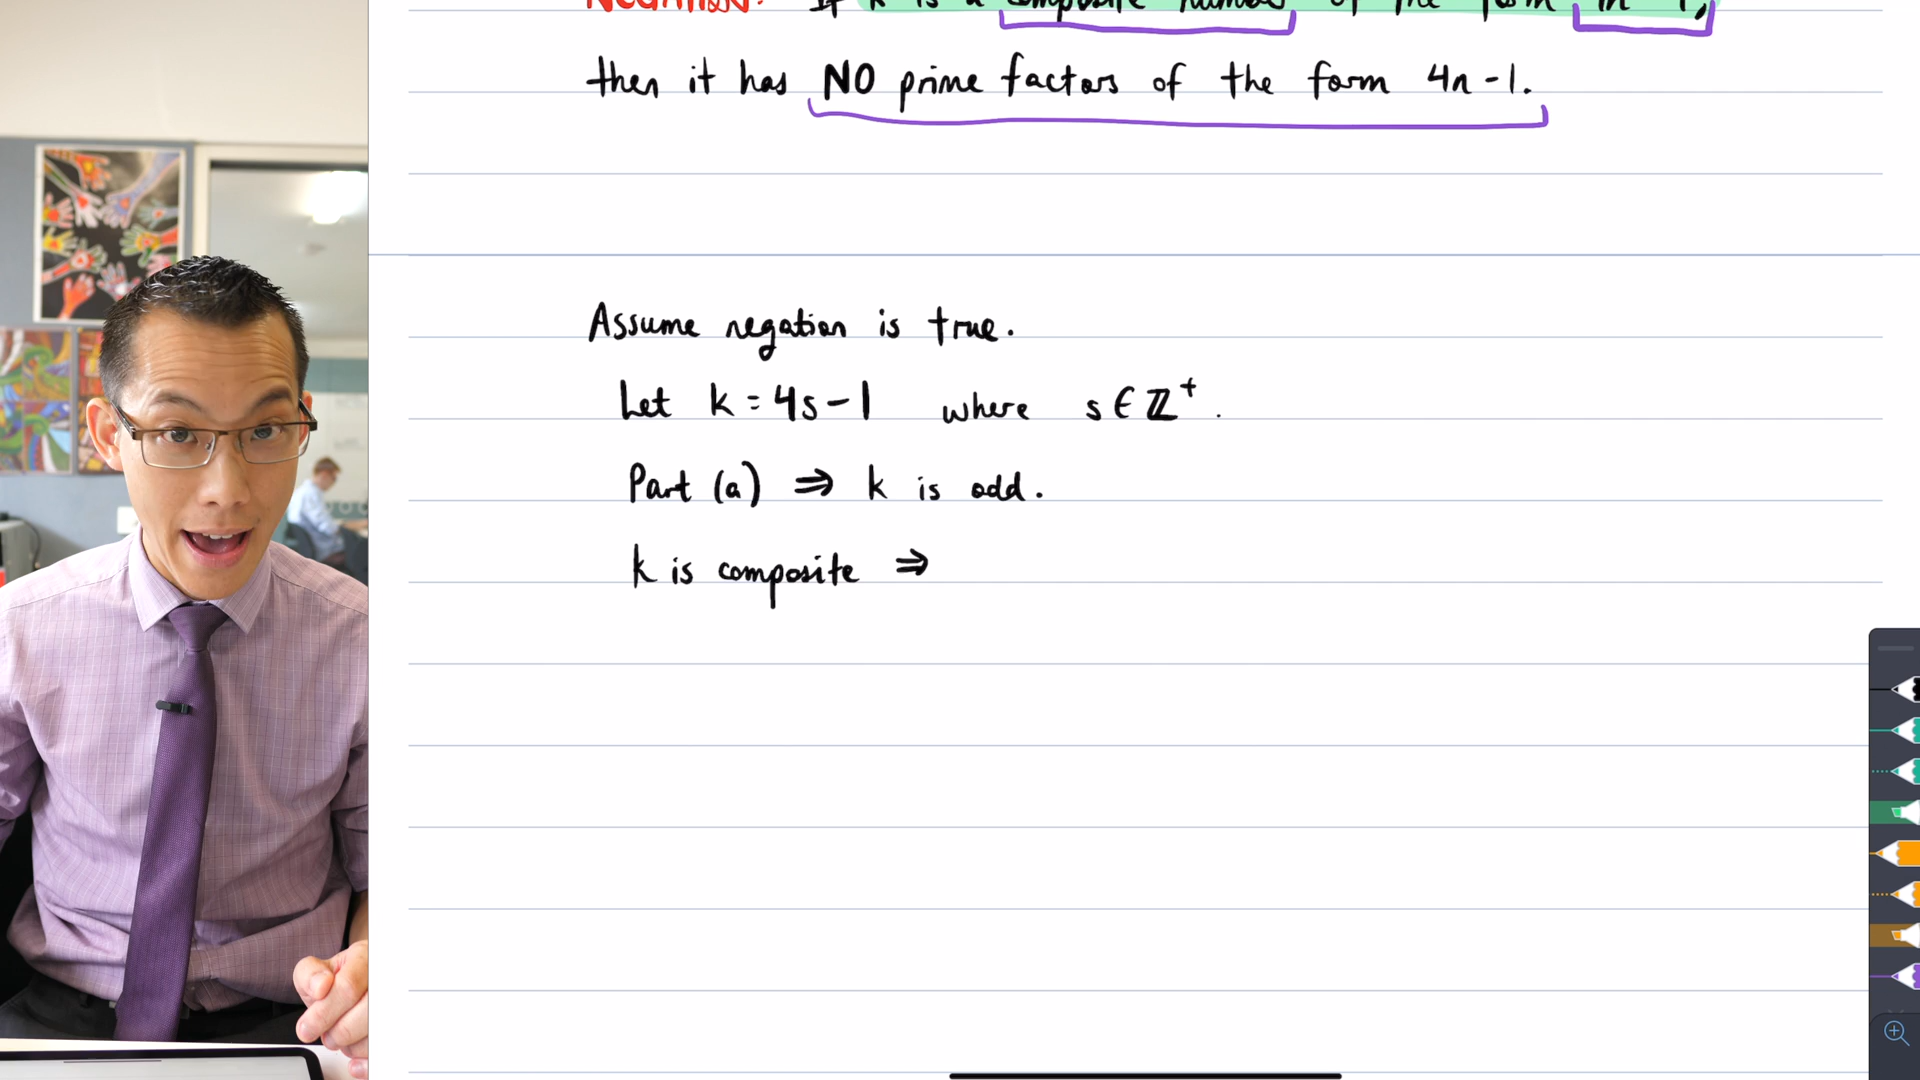 then it has NO prime factors of the form 4n - 1.
Assume negation is true.
Let k = 4s - 1 where s ∈ ℤ⁺.
Part (a) ⇒ k is odd.
k is composite ⇒